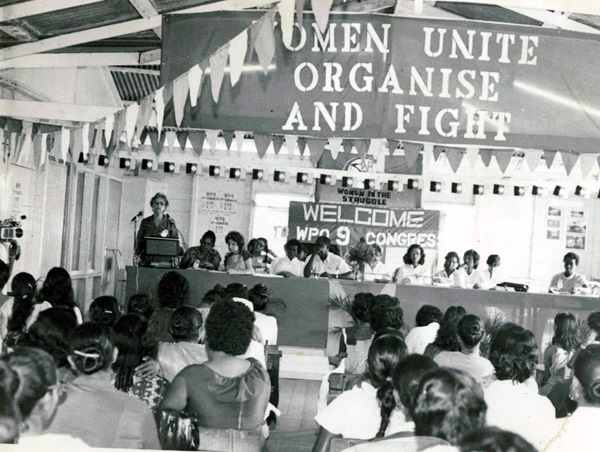 OMEN UNITE
ORGANISE
AND FIGHT
WOMEN IN THE
STRUGGLE
WELCOME
WPO 9 CONGRES